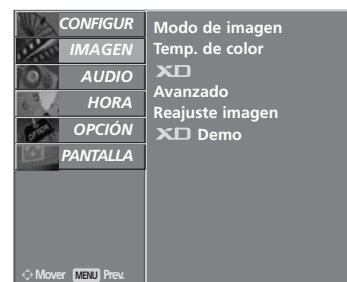 CONFIGUR
IMAGEN
AUDIO
HORA
OPCIÓN
PANTALLA
Modo de imagen
Temp. de color
XD
Avanzado
Reajuste imagen
XD Demo
Mover MENU Prev.